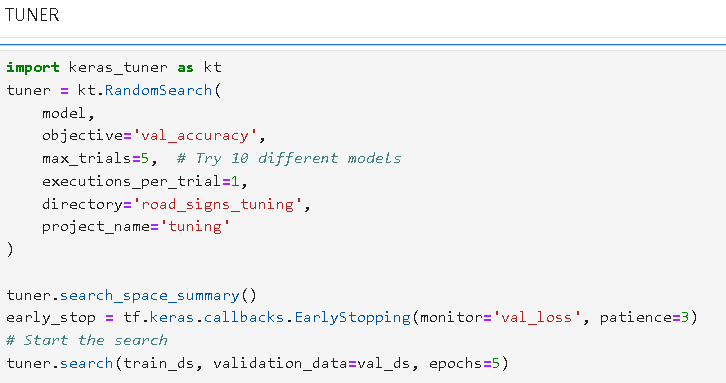 TUNER
import keras_tuner as kt
tuner = kt.RandomSearch(
    model,
    objective='val_accuracy',
    max_trials=5,  # Try 10 different models
    executions_per_trial=1,
    directory='road_signs_tuning',
    project_name='tuning'
)
tuner.search_space_summary()
early_stop = tf.keras.callbacks.EarlyStopping(monitor='val_loss', patience=3)
# Start the search
tuner.search(train_ds, validation_data=val_ds, epochs=5)